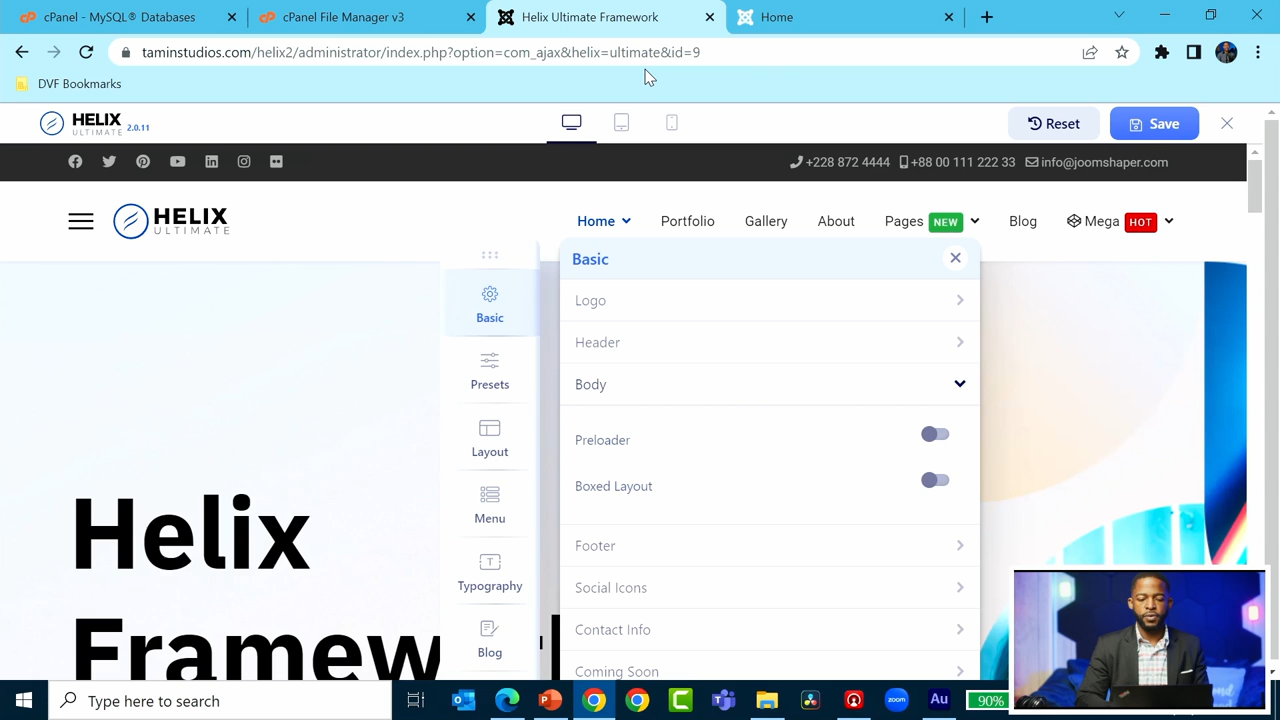 cPanel - MySQL® Databases
cPanel File Manager v3
Helix Ultimate Framework
Home
taminstudios.com/helix2/administrator/index.php?option=com_ajax&helix=ultimate&id=9
DVF Bookmarks
HELIX
ULTIMATE 2.0.11
Reset
Save
+228 872 4444
+88 00 111 222 33
info@joomshaper.com
HELIX
ULTIMATE
Home
Portfolio
Gallery
About
Pages NEW
Blog
Mega HOT
Basic
Logo
Header
Body
Preloader
Boxed Layout
Footer
Social Icons
Contact Info
Coming Soon
Basic
Presets
Layout
Menu
Typography
Blog
Helix
Framew
Type here to search
zoom
Au
90%